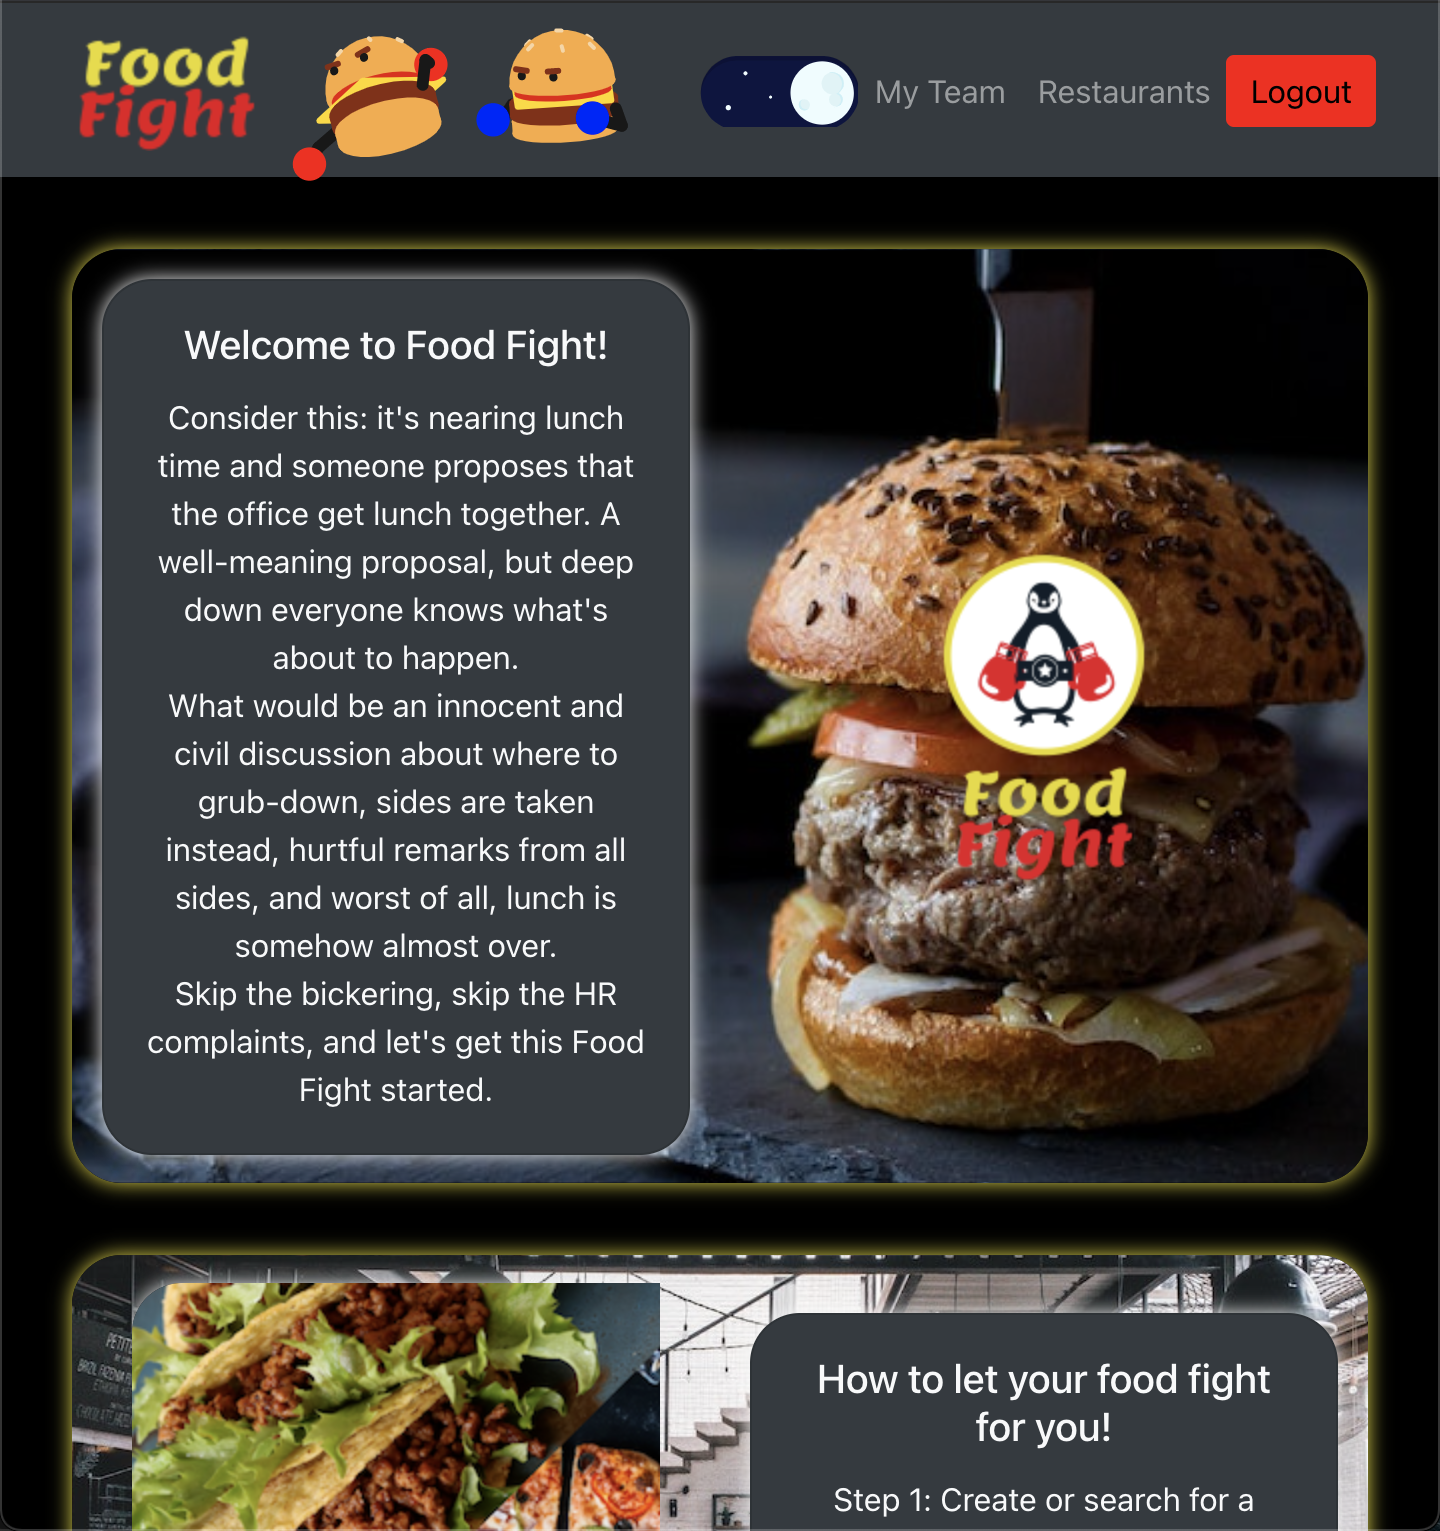 Food
Fight
My Team
Restaurants
Logout
Welcome to Food Fight!
Consider this: it's nearing lunch
time and someone proposes that
the office get lunch together. A
well-meaning proposal, but deep
down everyone knows what's
about to happen.
What would be an innocent and
civil discussion about where to
grub-down, sides are taken
instead, hurtful remarks from all
sides, and worst of all, lunch is
somehow almost over.
Skip the bickering, skip the HR
complaints, and let's get this Food
Fight started.
Food
Fight
How to let your food fight
for you!
Step 1: Create or search for a